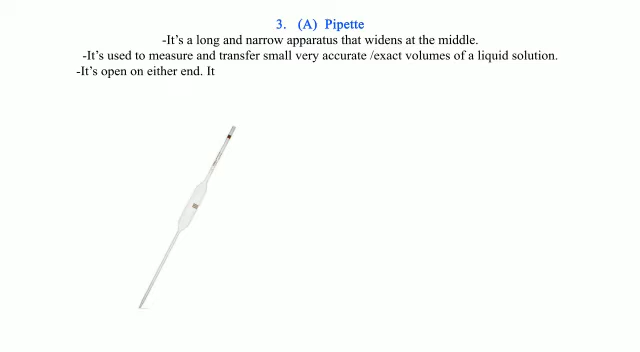 3. (A) Pipette
-It's a long and narrow apparatus that widens at the middle.
-It's used to measure and transfer small very accurate /exact volumes of a liquid solution.
-It's open on either end. It